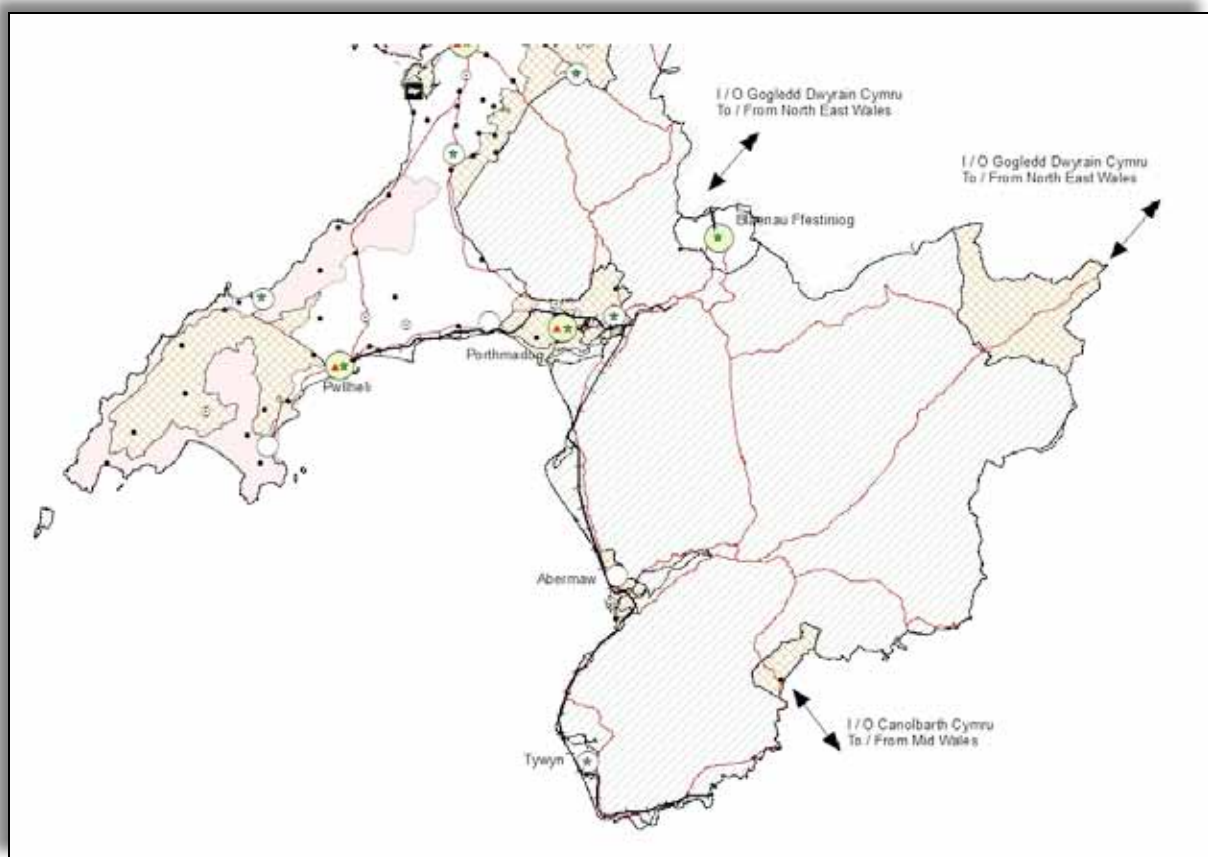 I / O Gogledd Dwyrain Cymru
To / From North East Wales
I / O Gogledd Dwyrain Cymru
To / From North East Wales
Blaenau Ffestiniog
Porthmadog
Pwllheli
Abermaw
I / O Canolbarth Cymru
To / From Mid Wales
Tywyn